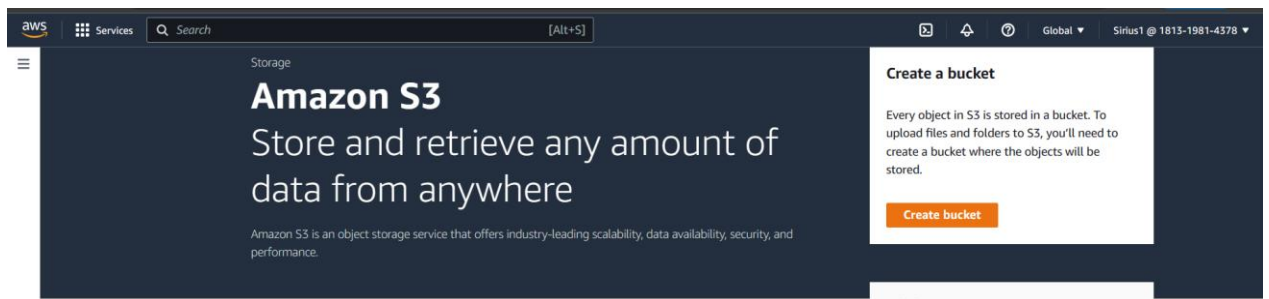 aws
Services
Search [Alt+S]
Global
Sirius1 @ 1813-1981-4378
Storage
Amazon S3
Store and retrieve any amount of
data from anywhere
Amazon S3 is an object storage service that offers industry-leading scalability, data availability, security, and
performance.
Create a bucket
Every object in S3 is stored in a bucket. To
upload files and folders to S3, you'll need to
create a bucket where the objects will be
stored.
Create bucket